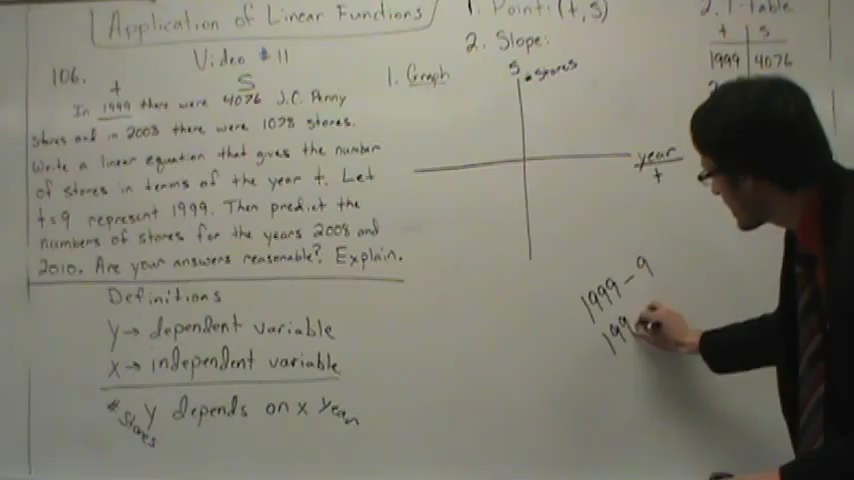 Application of Linear Functions
Video #11
106.
t
S
In 1999 there were 4076 J.C. Penny
stores and in 2003 there were 1078 stores.
Write a linear equation that gives the number
of stores in terms of the year t. Let
t=9 represent 1999. Then predict the
numbers of stores for the years 2008 and
2010. Are your answers reasonable? Explain.
Definitions
y→ dependent variable
X→ independent variable
# stores y depends on x year
1. Point: (t, s)
2. Slope:
1. Graph
S
# stores
year
t
1999 - 9
199
2. T-table
t s
1999 4076